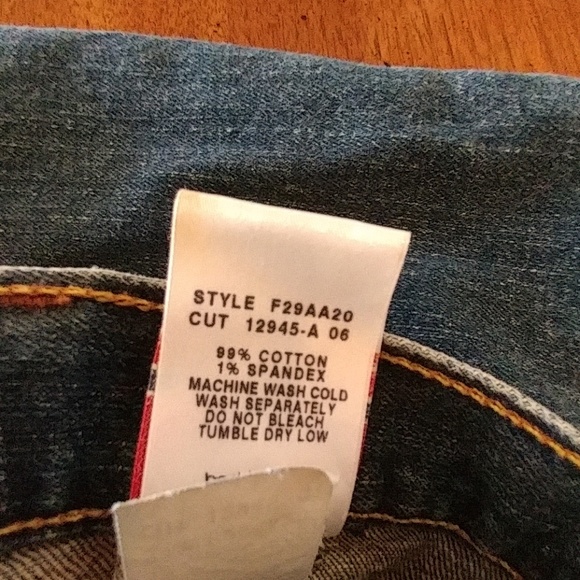 STYLE F29AA20
CUT 12945-A 06
99% COTTON
1% SPANDEX
MACHINE WASH COLD
WASH SEPARATELY
DO NOT BLEACH
TUMBLE DRY LOW